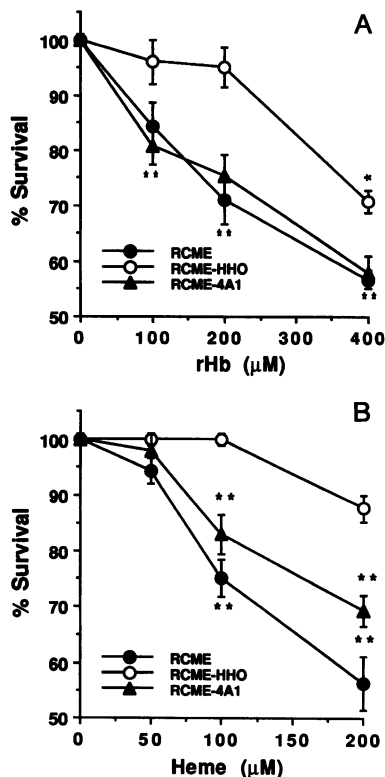 A
100
90
80
70
60
50
% Survival
**
**
*
**
RCME
RCME-HHO
RCME-4A1
0 100 200 300 400
rHb (μM)
B
100
90
80
70
60
50
% Survival
**
**
**
**
RCME
RCME-HHO
RCME-4A1
0 50 100 150 200
Heme (μM)